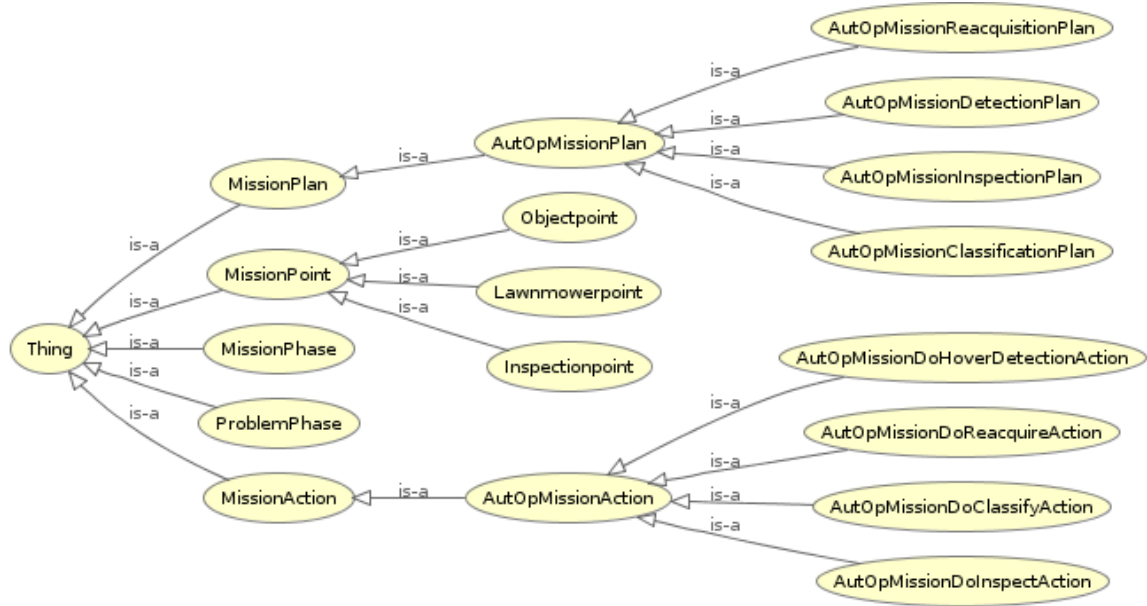 AutOpMissionReacquisitionPlan
is-a
AutOpMissionDetectionPlan
is-a
AutOpMissionPlan
is-a
is-a
AutOpMissionInspectionPlan
MissionPlan
is-a
Objectpoint
is-a
is-a
AutOpMissionClassificationPlan
MissionPoint
is-a
Lawnmowerpoint
is-a
is-a
Thing
is-a
MissionPhase
Inspectionpoint
AutOpMissionDoHoverDetectionAction
is-a
is-a
ProblemPhase
is-a
AutOpMissionDoReacquireAction
is-a
MissionAction
is-a
AutOpMissionAction
is-a
AutOpMissionDoClassifyAction
is-a
AutOpMissionDoInspectAction